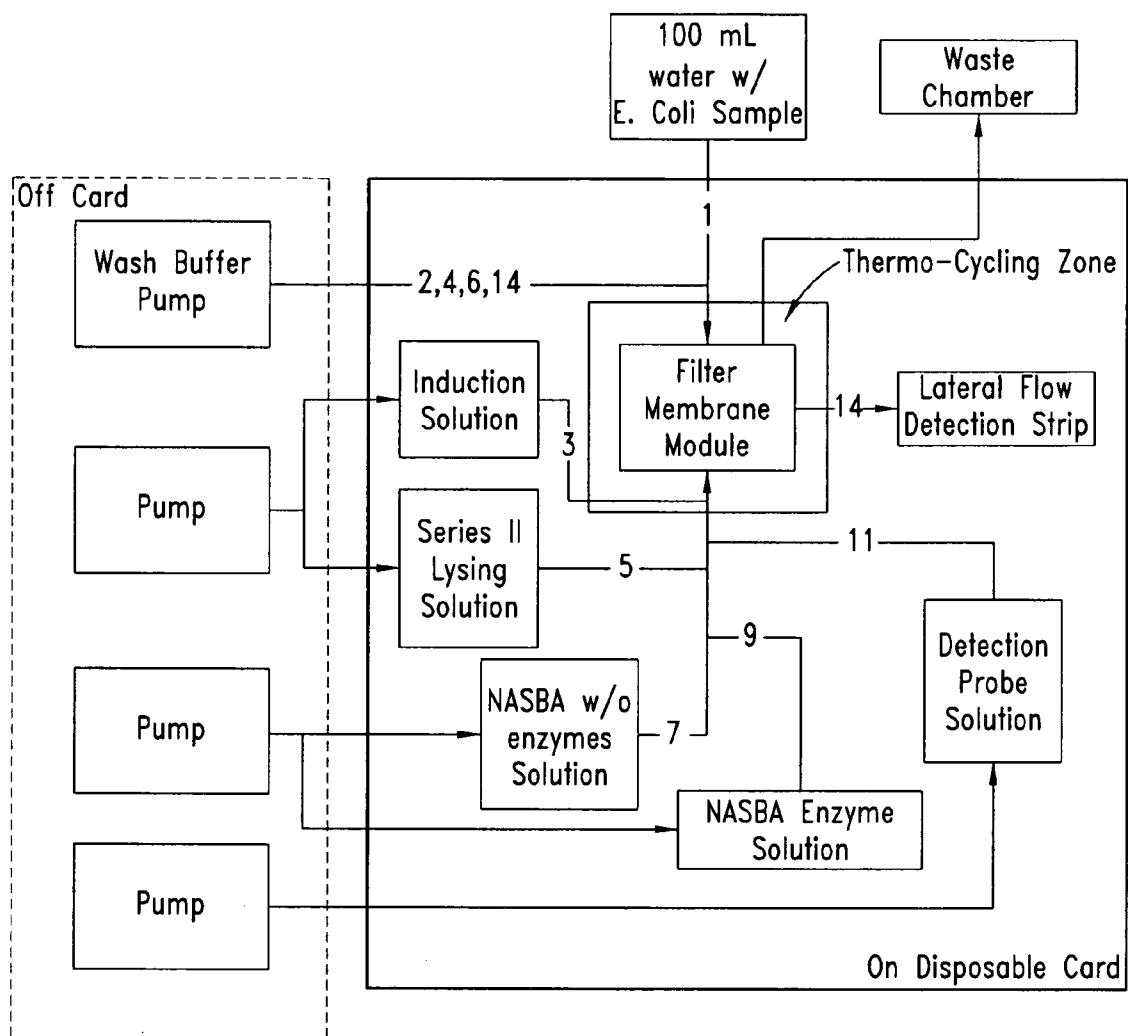 100 mL
water w/
E. Coli Sample
Waste
Chamber
Off Card
Wash Buffer
Pump
2,4,6,14
1
Thermo-Cycling Zone
Induction
Solution
3
Filter
Membrane
Module
14
Lateral Flow
Detection Strip
Pump
Series II
Lysing
Solution
5
11
9
Detection
Probe
Solution
Pump
NASBA w/o
enzymes
Solution
7
NASBA Enzyme
Solution
Pump
On Disposable Card